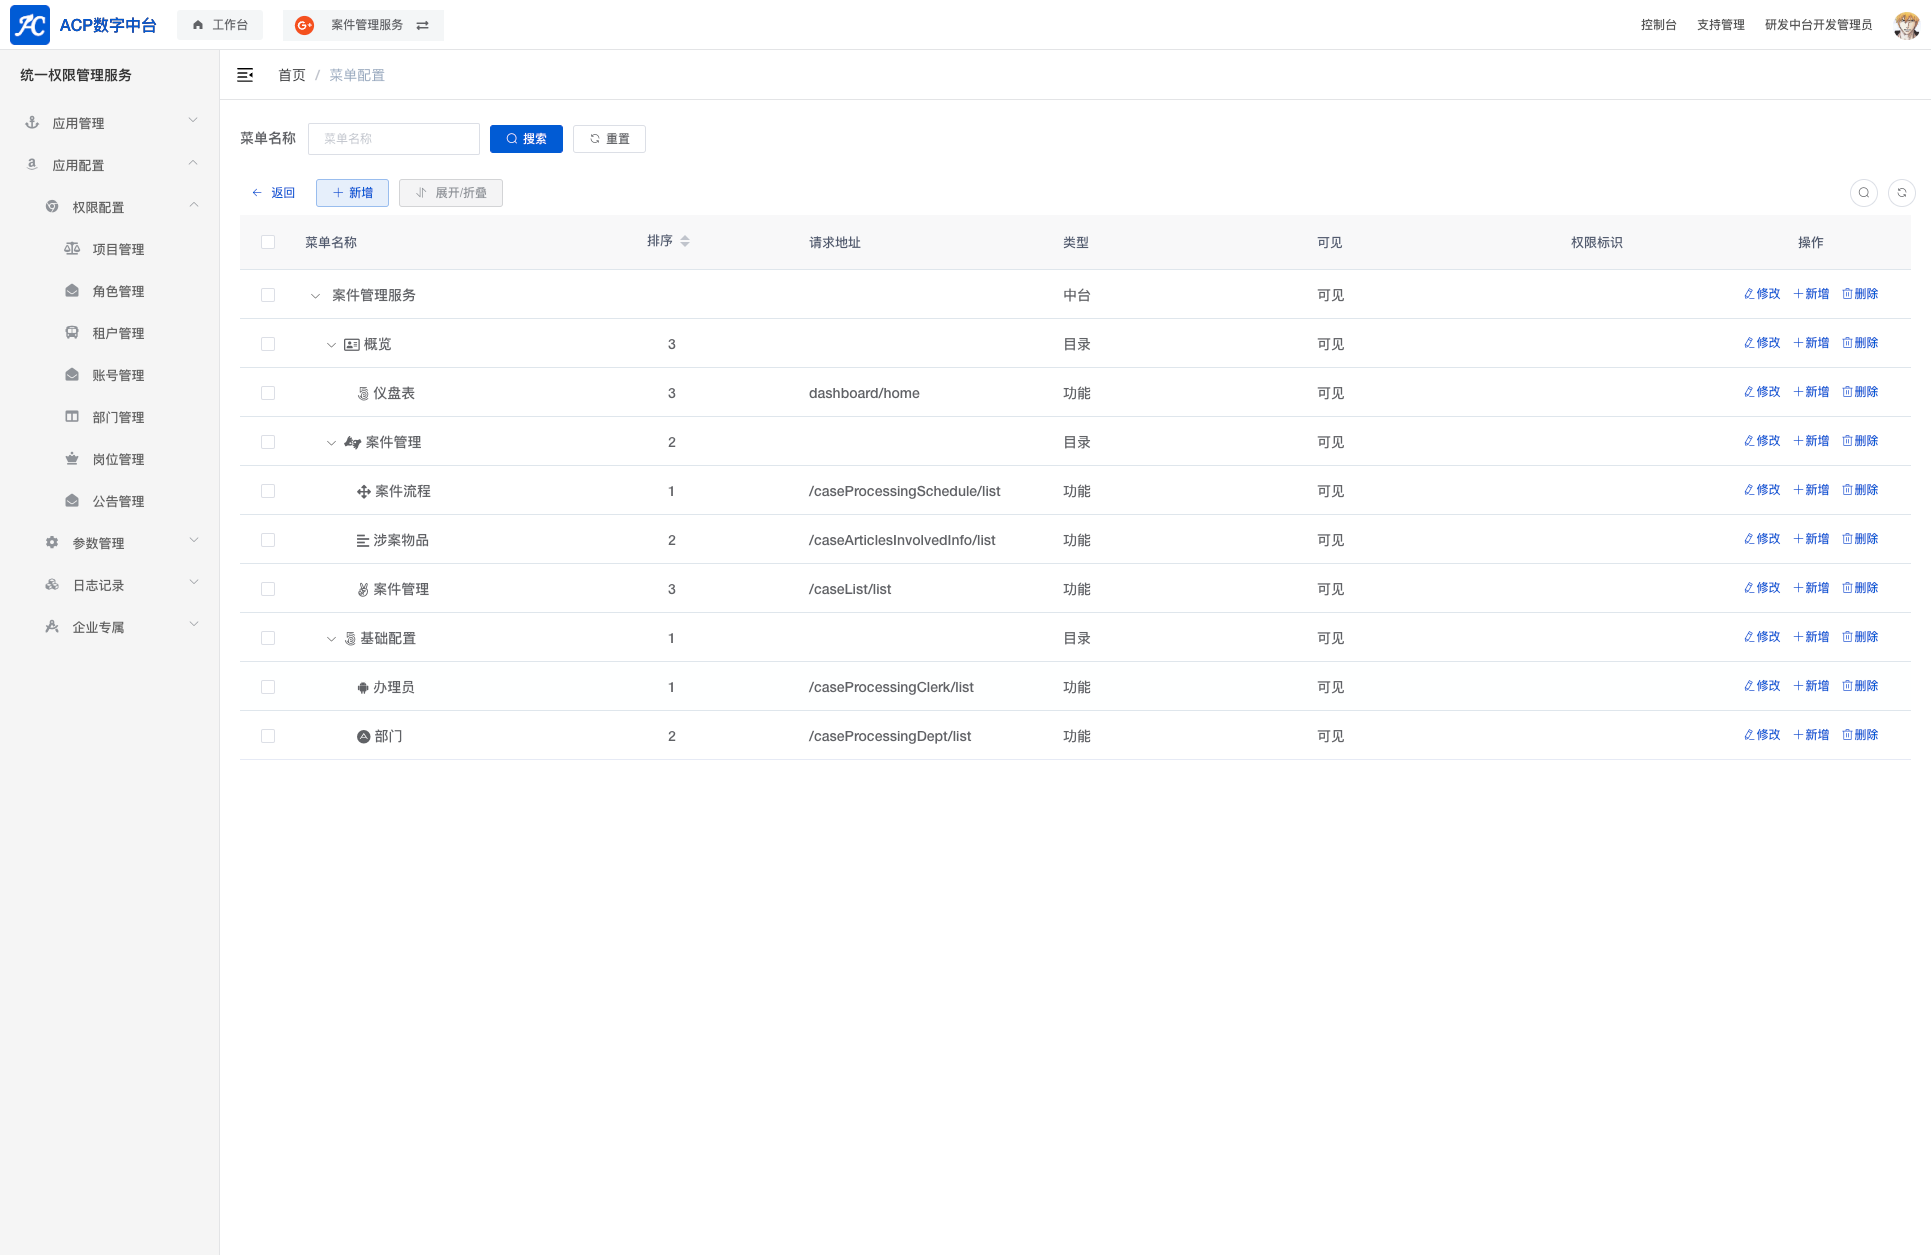 ACP数字中台 工作台 案件管理服务 控制台 支持管理 研发中台开发管理员
统一权限管理服务
应用管理
应用配置
权限配置
项目管理
角色管理
租户管理
账号管理
部门管理
岗位管理
公告管理
参数管理
日志记录
企业专属
首页 / 菜单配置
菜单名称 菜单名称 搜索 重置
返回 新增 展开/折叠
菜单名称 排序 请求地址 类型 可见 权限标识 操作
案件管理服务 中台 可见 修改 新增 删除
概览 3 目录 可见 修改 新增 删除
仪盘表 3 dashboard/home 功能 可见 修改 新增 删除
案件管理 2 目录 可见 修改 新增 删除
案件流程 1 /caseProcessingSchedule/list 功能 可见 修改 新增 删除
涉案物品 2 /caseArticlesInvolvedInfo/list 功能 可见 修改 新增 删除
案件管理 3 /caseList/list 功能 可见 修改 新增 删除
基础配置 1 目录 可见 修改 新增 删除
办理员 1 /caseProcessingClerk/list 功能 可见 修改 新增 删除
部门 2 /caseProcessingDept/list 功能 可见 修改 新增 删除